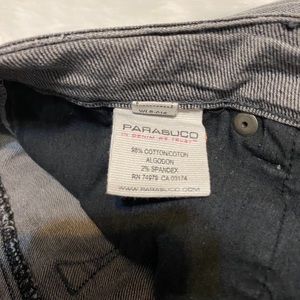 PARASUCO
IN DENIM WE TRUST
98% COTTON/COTON
ALGODON
2% SPANDEX
RN 74979 CA 03174
WWW.PARASUCO.COM